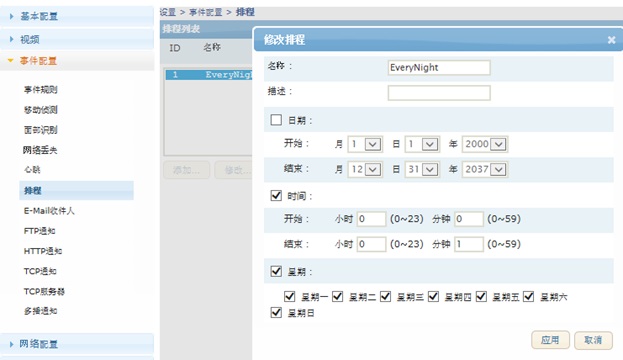 基本配置
视频
事件配置
事件规则
移动侦测
面部识别
网络丢失
心跳
排程
E-Mail收件人
FTP通知
HTTP通知
TCP通知
TCP服务器
多播通知
网络配置
设置 > 事件配置 > 排程
排程列表
ID 名称
1 EveryNigh
添加... 修改...
修改排程
名称： EveryNight
描述：
日期：
开始： 月 1 日 1 年 2000
结束： 月 12 日 31 年 2037
时间：
开始： 小时 0 (0~23) 分钟 0 (0~59)
结束： 小时 0 (0~23) 分钟 1 (0~59)
星期：
星期一 星期二 星期三 星期四 星期五 星期六
星期日
应用 取消